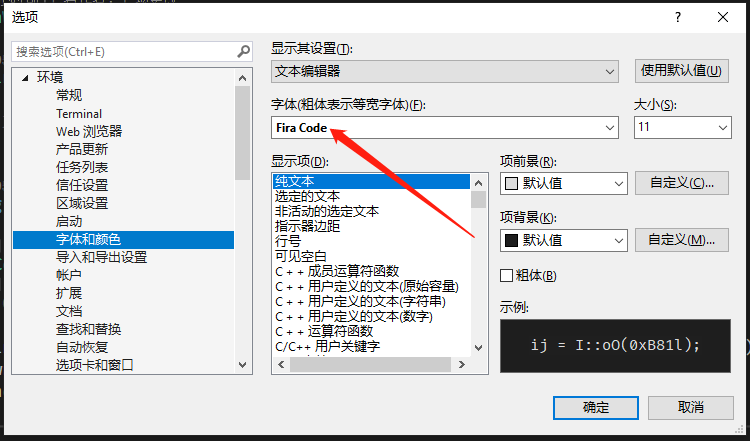 选项
搜索选项(Ctrl+E)
环境
常规
Terminal
Web 浏览器
产品更新
任务列表
信任设置
区域设置
启动
字体和颜色
导入和导出设置
帐户
扩展
文档
查找和替换
自动恢复
选项卡和窗口
显示其设置(T):
文本编辑器
使用默认值(U)
字体(粗体表示等宽字体)(F):
大小(S):
Fira Code
11
显示项(D):
纯文本
选定的文本
非活动的选定文本
指示器边距
行号
可见空白
C + + 成员运算符函数
C + + 用户定义的文本(原始容量)
C + + 用户定义的文本(字符串)
C + + 用户定义的文本(数字)
C + + 运算符函数
C/C++ 用户关键字
项前景(R):
默认值
自定义(C)...
项背景(K):
默认值
自定义(M)...
粗体(B)
示例:
ij = I::oO(0xB81l);
确定
取消